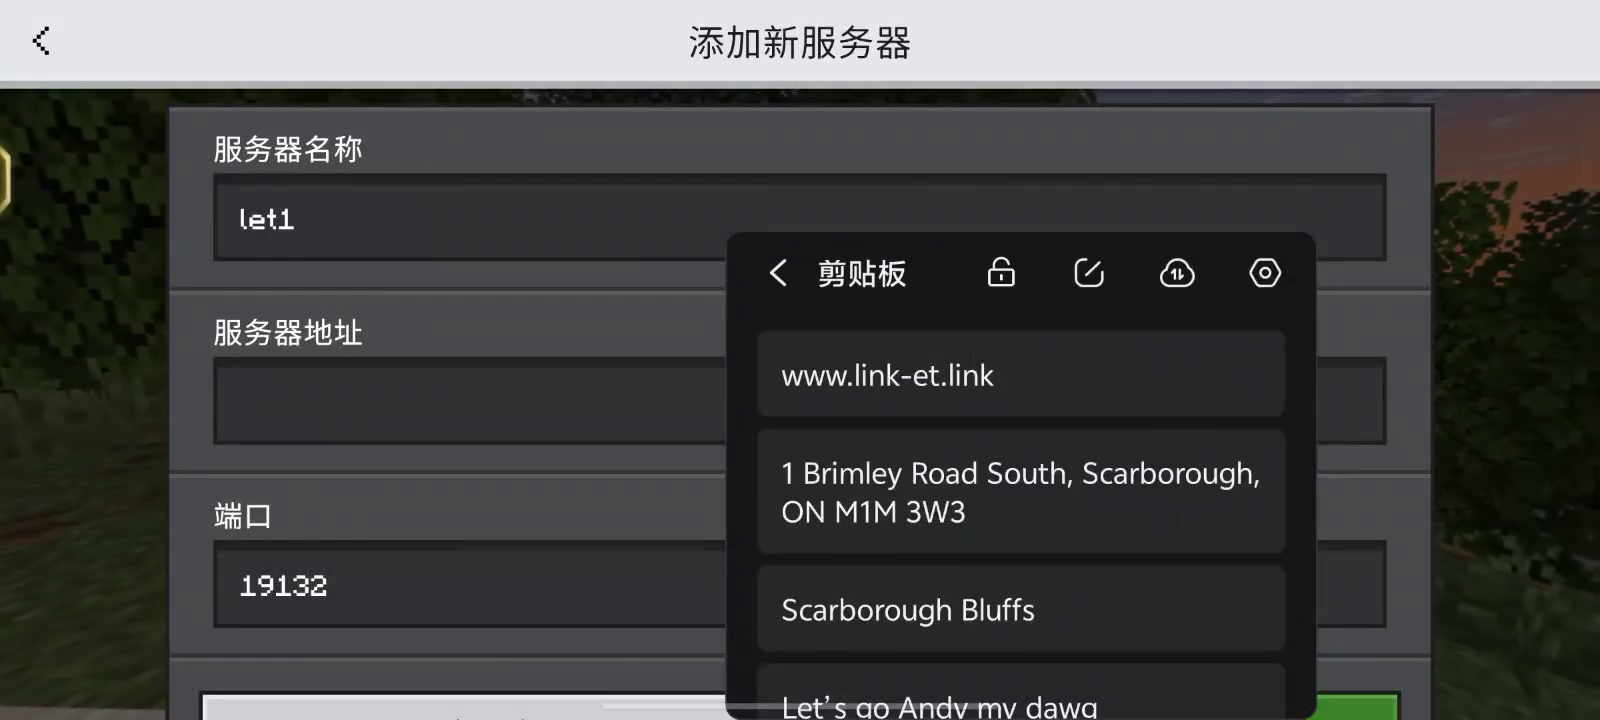 添加新服务器
服务器名称
let1
服务器地址
端口
19132
剪贴板
www.link-et.link
1 Brimley Road South, Scarborough,
ON M1M 3W3
Scarborough Bluffs
Let's go Andy my dawg